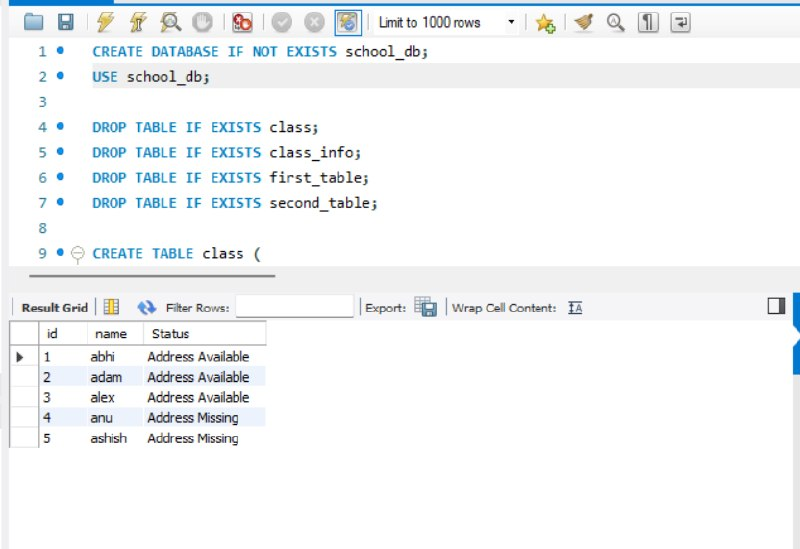 Limit to 1000 rows
1 CREATE DATABASE IF NOT EXISTS school_db;
2 USE school_db;
3
4 DROP TABLE IF EXISTS class;
5 DROP TABLE IF EXISTS class_info;
6 DROP TABLE IF EXISTS first_table;
7 DROP TABLE IF EXISTS second_table;
8
9 CREATE TABLE class (
Result Grid Filter Rows: Export: Wrap Cell Content: IA
id name Status
1 abhi Address Available
2 adam Address Available
3 alex Address Available
4 anu Address Missing
5 ashish Address Missing